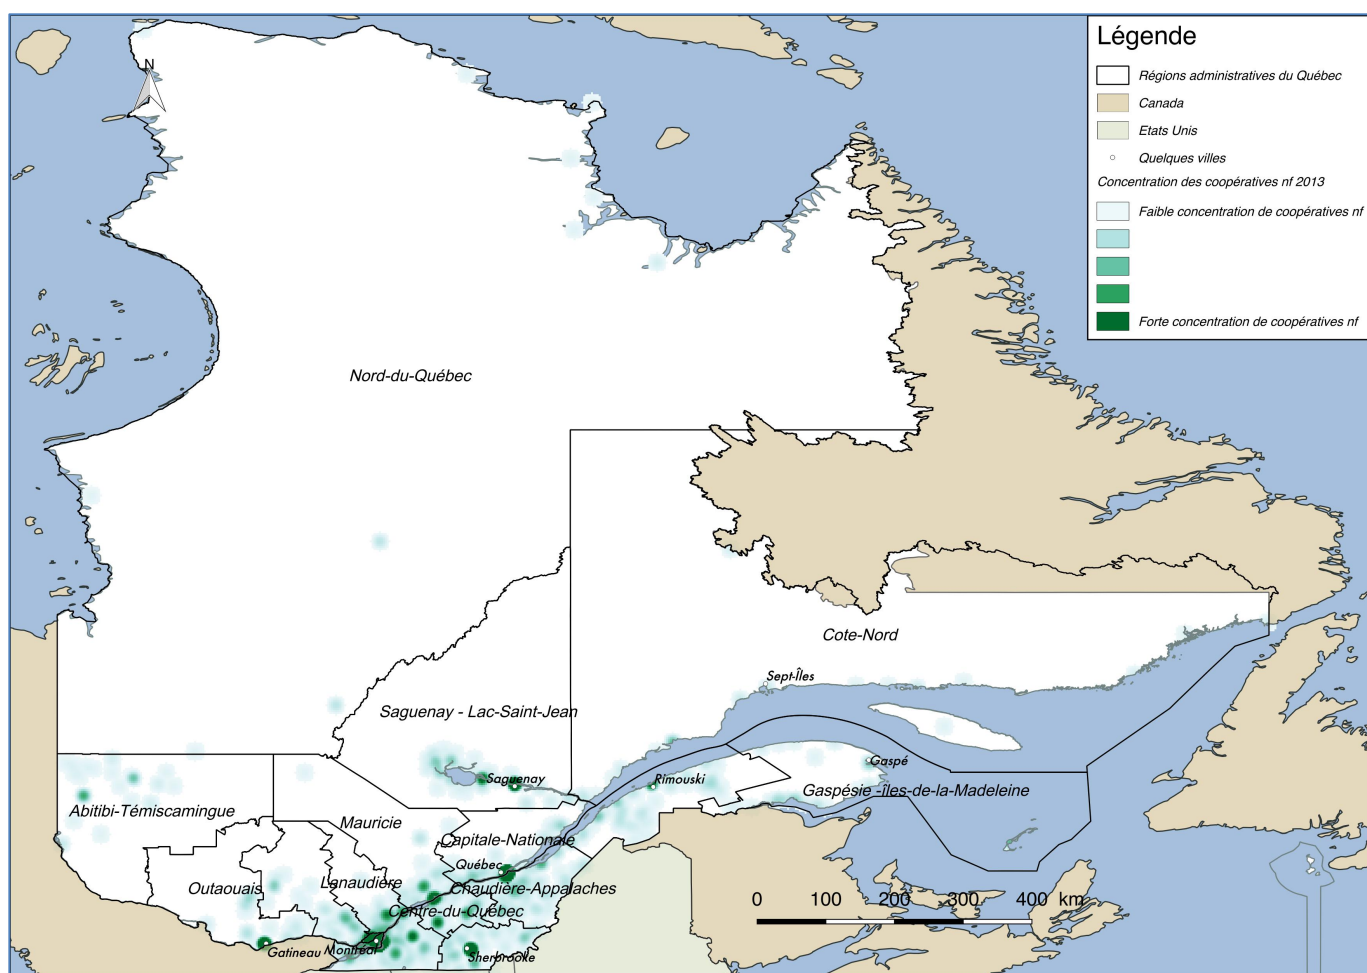 Légende
Régions administratives du Québec
Canada
Etats Unis
Quelques villes
Concentration des coopératives nf 2013
Faible concentration de coopératives nf
Forte concentration de coopératives nf
N
Nord-du-Québec
Cote-Nord
Sept-Îles
Saguenay - Lac-Saint-Jean
Saguenay
Rimouski
Gaspé
Gaspésie -îles-de-la-Madeleine
Abitibi-Témiscamingue
Mauricie
Capitale-Nationale
Québec
Outaouais
Lanaudière
Chaudière-Appalaches
Centre-du-Québec
Gatineau
Montréal
Sherbrooke
0 100 200 300 400 km